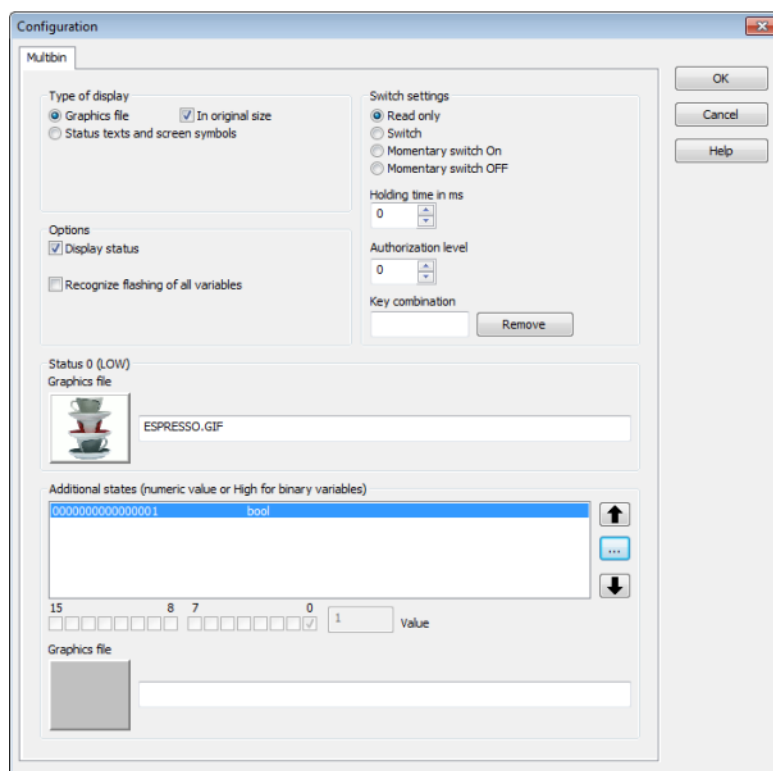 Configuration
Multibin
Type of display
Graphics file
In original size
Status texts and screen symbols
Options
Display status
Recognize flashing of all variables
Switch settings
Read only
Switch
Momentary switch On
Momentary switch OFF
Holding time in ms
0
Authorization level
0
Key combination
Remove
OK
Cancel
Help
Status 0 (LOW)
Graphics file
ESPRESSO.GIF
Additional states (numeric value or High for binary variables)
0000000000000001 bool
...
15 8 7 0
1 Value
Graphics file